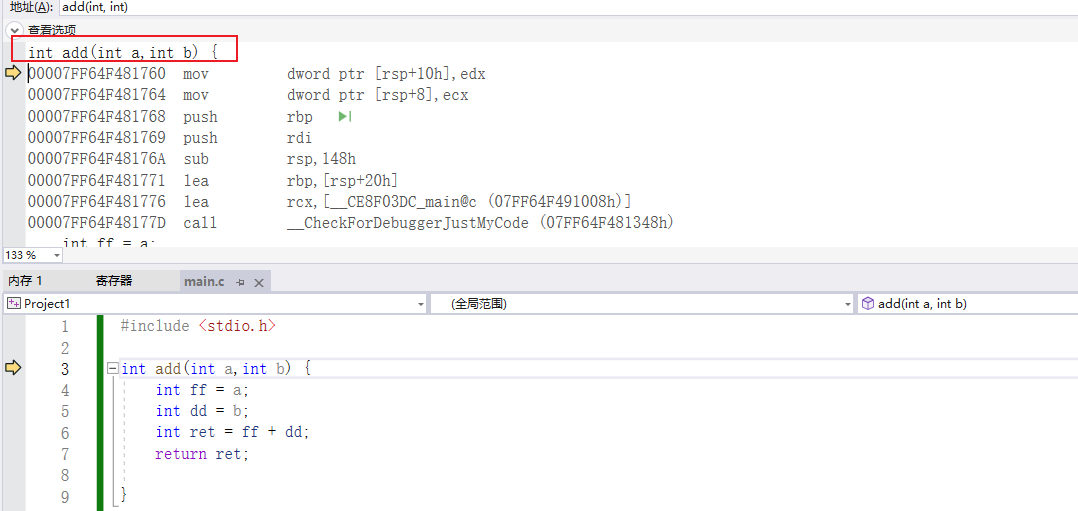 地址(A): add(int, int)
查看选项
int add(int a,int b) {
00007FF64F481760 mov dword ptr [rsp+10h],edx
00007FF64F481764 mov dword ptr [rsp+8],ecx
00007FF64F481768 push rbp
00007FF64F481769 push rdi
00007FF64F48176A sub rsp,148h
00007FF64F481771 lea rbp,[rsp+20h]
00007FF64F481776 lea rcx,[__CE8F03DC_main@c (07FF64F491008h)]
00007FF64F48177D call __CheckForDebuggerJustMyCode (07FF64F481348h)
int ff = a;
133 %
内存 1 寄存器 main.c
Project1 (全局范围) add(int a, int b)
1 #include <stdio.h>
2
3 int add(int a,int b) {
4 int ff = a;
5 int dd = b;
6 int ret = ff + dd;
7 return ret;
8
9 }